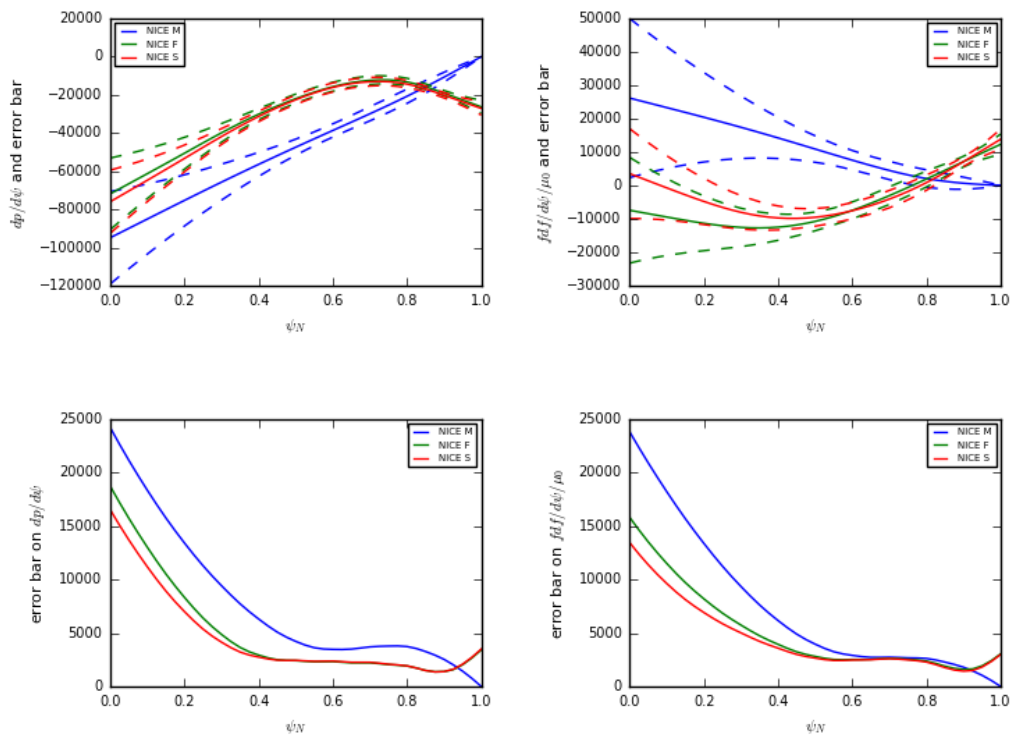 0
−20000
−40000
−60000
−80000
−100000
−120000
0.0 0.2 0.4 0.6 0.8 1.0
ψ_N
dp/dψ and error bar
NICE M
NICE F
NICE S
50000
40000
30000
20000
10000
0
−10000
−20000
−30000
0.0 0.2 0.4 0.6 0.8 1.0
ψ_N
fdf/dψ/μ₀ and error bar
NICE M
NICE F
NICE S
25000
20000
15000
10000
5000
0
0.0 0.2 0.4 0.6 0.8 1.0
ψ_N
error bar on dp/dψ
NICE M
NICE F
NICE S
25000
20000
15000
10000
5000
0
0.0 0.2 0.4 0.6 0.8 1.0
ψ_N
error bar on fdf/dψ/μ₀
NICE M
NICE F
NICE S